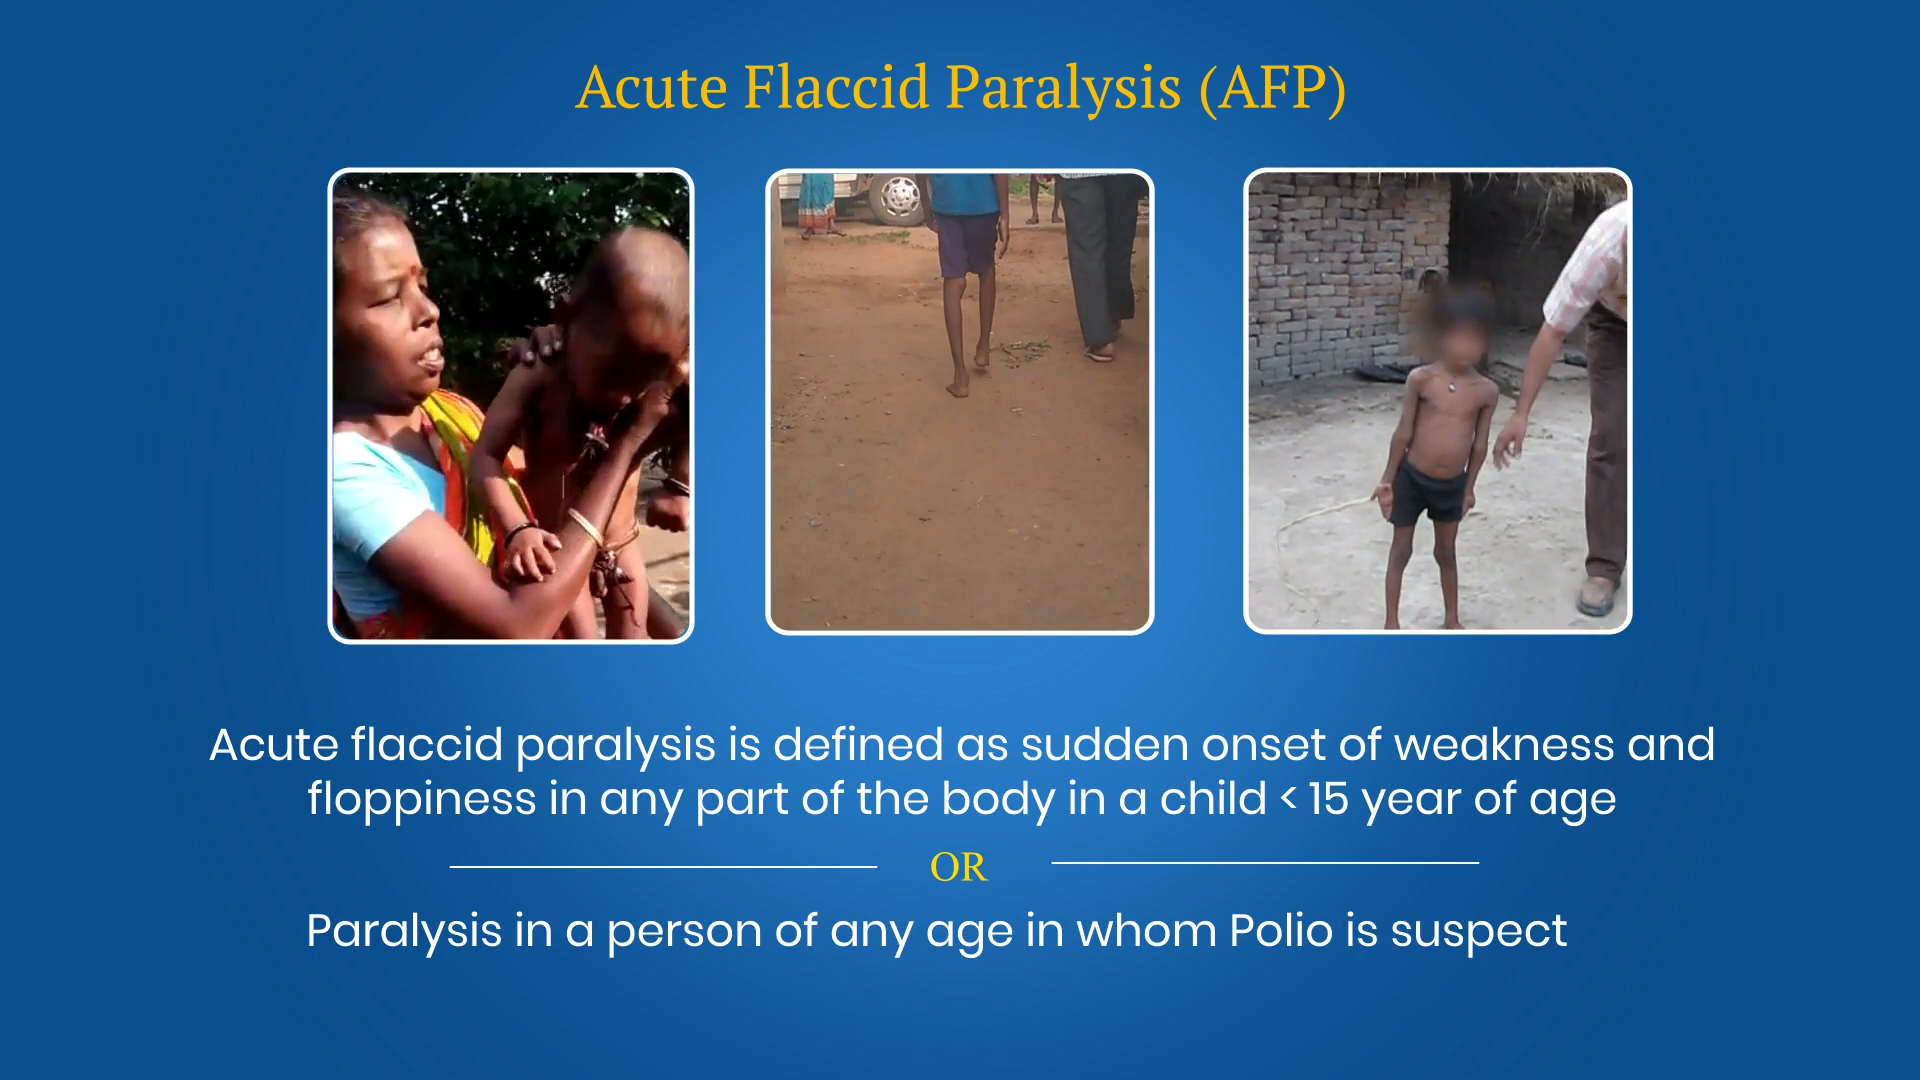 Acute Flaccid Paralysis (AFP)
Acute flaccid paralysis is defined as sudden onset of weakness and
floppiness in any part of the body in a child < 15 year of age
OR
Paralysis in a person of any age in whom Polio is suspect